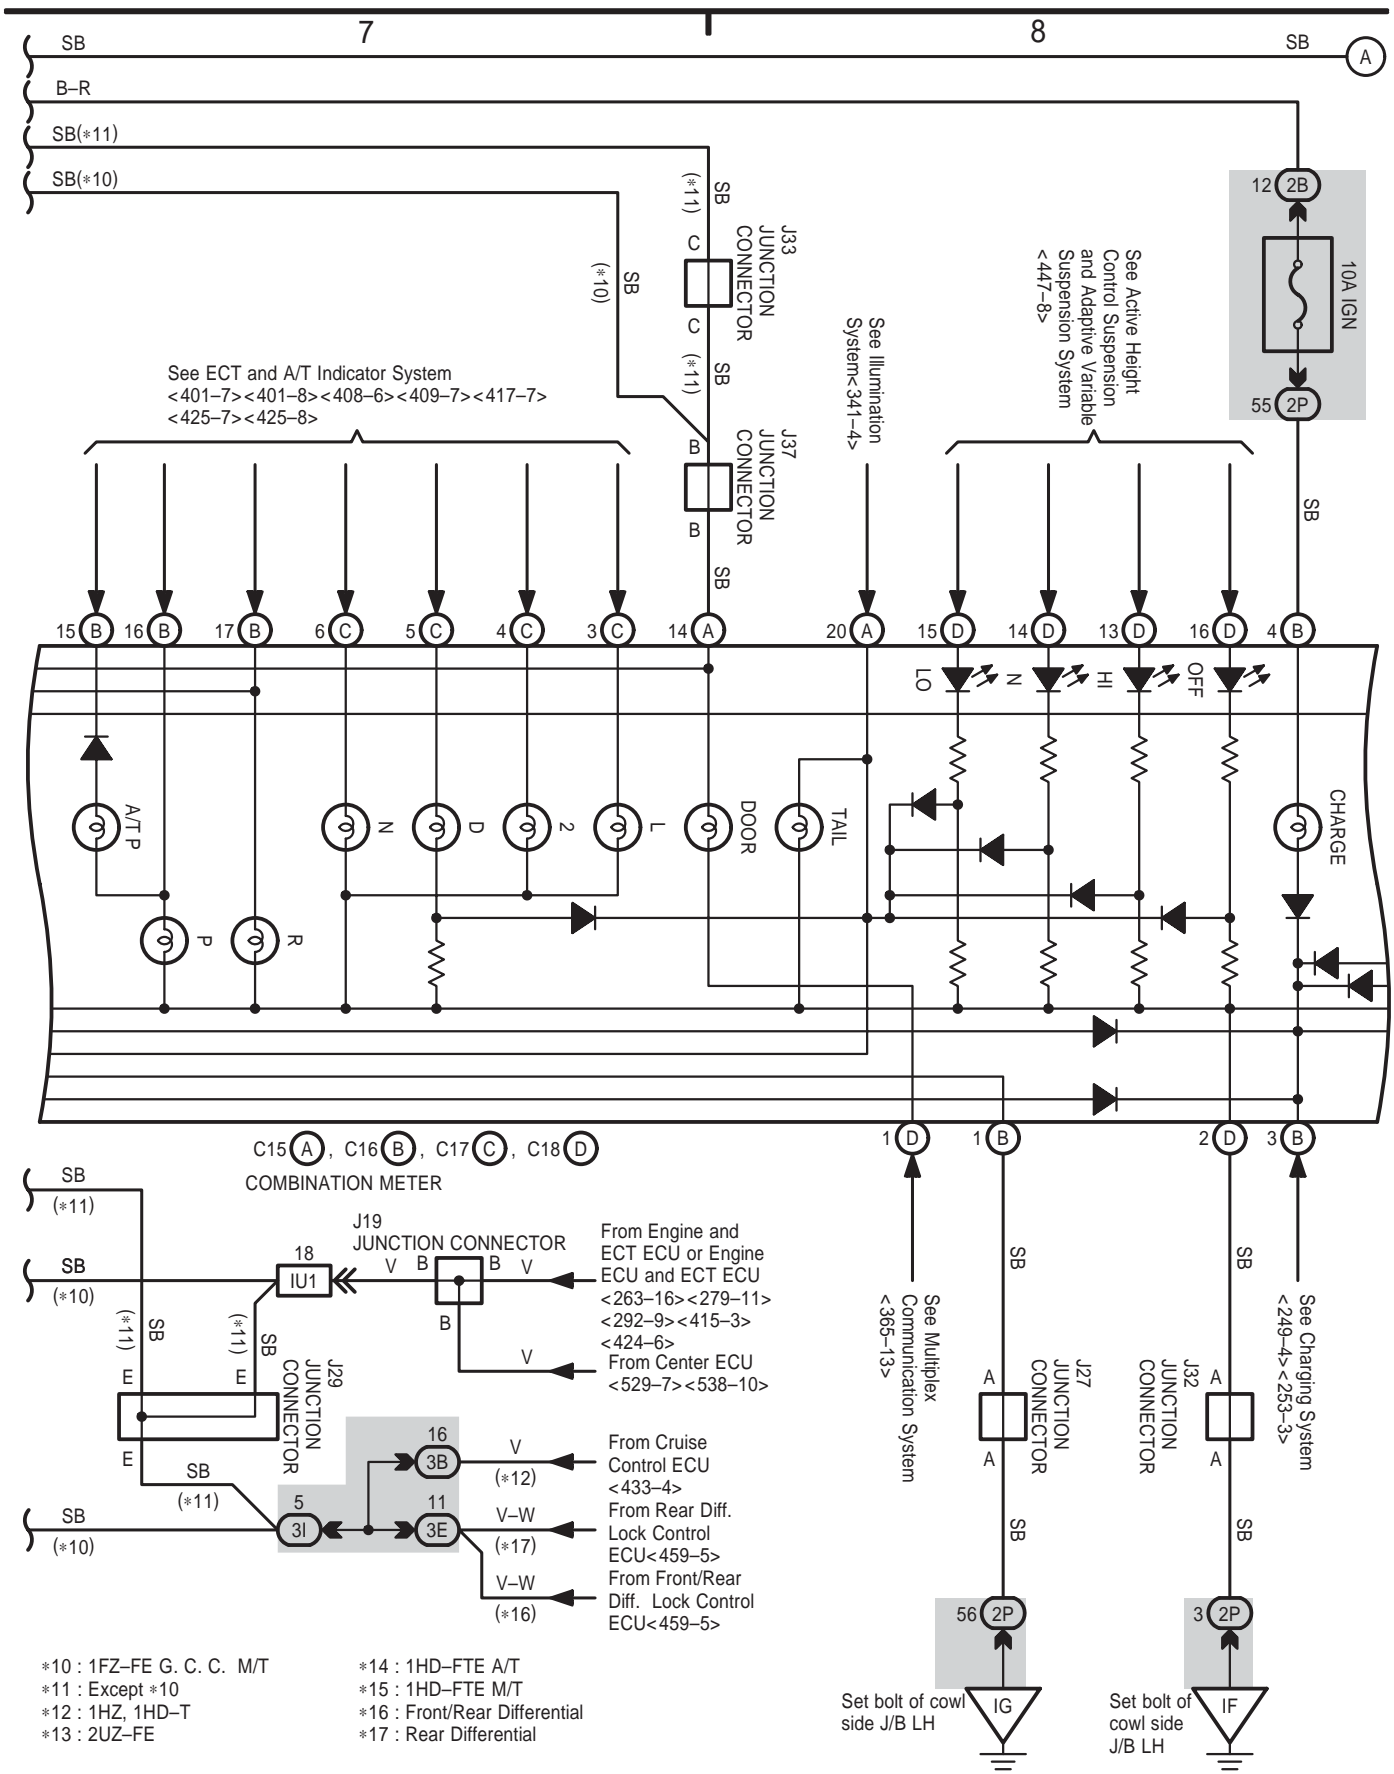 7
8
SB
SB
A
B–R
SB(*11)
SB(*10)
SB
(*11)
C
C
J33
JUNCTION
CONNECTOR
SB
(*10)
SB
(*11)
B
B
J37
JUNCTION
CONNECTOR
SB
See ECT and A/T Indicator System
<401–7><401–8><408–6><409–7><417–7>
<425–7><425–8>
See Illumination
System<341–4>
See Active Height
Control Suspension
and Adaptive Variable
Suspension System
<447–8>
12 2B
10A IGN
55 2P
SB
15 B
16 B
17 B
6 C
5 C
4 C
3 C
14 A
20 A
15 D
14 D
13 D
16 D
4 B
LO
N
HI
OFF
A/T P
N
D
2
L
DOOR
TAIL
CHARGE
P
R
1 D
1 B
2 D
3 B
C15 A , C16 B , C17 C , C18 D
COMBINATION METER
SB
(*11)
SB
(*10)
18
IU1
V
J19
JUNCTION CONNECTOR
B
B
B
V
V
From Engine and
ECT ECU or Engine
ECU and ECT ECU
<263–16><279–11>
<292–9><415–3>
<424–6>
From Center ECU
<529–7><538–10>
SB
(*11)
SB
(*11)
E
E
E
J29
JUNCTION
CONNECTOR
SB
(*11)
SB
(*10)
5
3I
16
3B
11
3E
V
(*12)
From Cruise
Control ECU
<433–4>
V–W
(*17)
From Rear Diff.
Lock Control
ECU<459–5>
V–W
(*16)
From Front/Rear
Diff. Lock Control
ECU<459–5>
See Multiplex
Communication System
<365–13>
SB
A
A
J27
JUNCTION
CONNECTOR
SB
56 2P
IG
Set bolt of cowl
side J/B LH
SB
A
A
J32
JUNCTION
CONNECTOR
SB
3 2P
IF
Set bolt of
cowl side
J/B LH
See Charging System
<249–4><253–3>
*10 : 1FZ–FE G. C. C. M/T
*11 : Except *10
*12 : 1HZ, 1HD–T
*13 : 2UZ–FE
*14 : 1HD–FTE A/T
*15 : 1HD–FTE M/T
*16 : Front/Rear Differential
*17 : Rear Differential